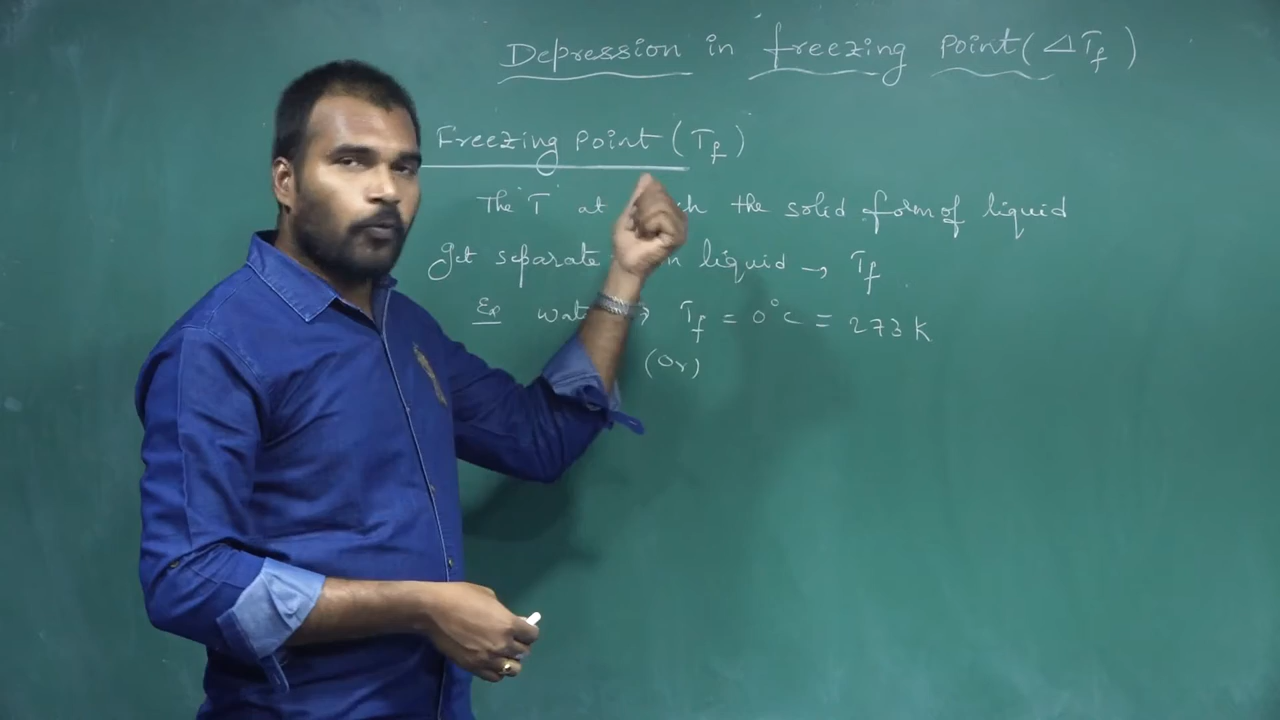 Depression in freezing point (ΔTf)
Freezing point (Tf)
The "T" at the solid form of liquid
get separate liquid → Tf
Ex Tf = 0°C = 273 K
(Or)